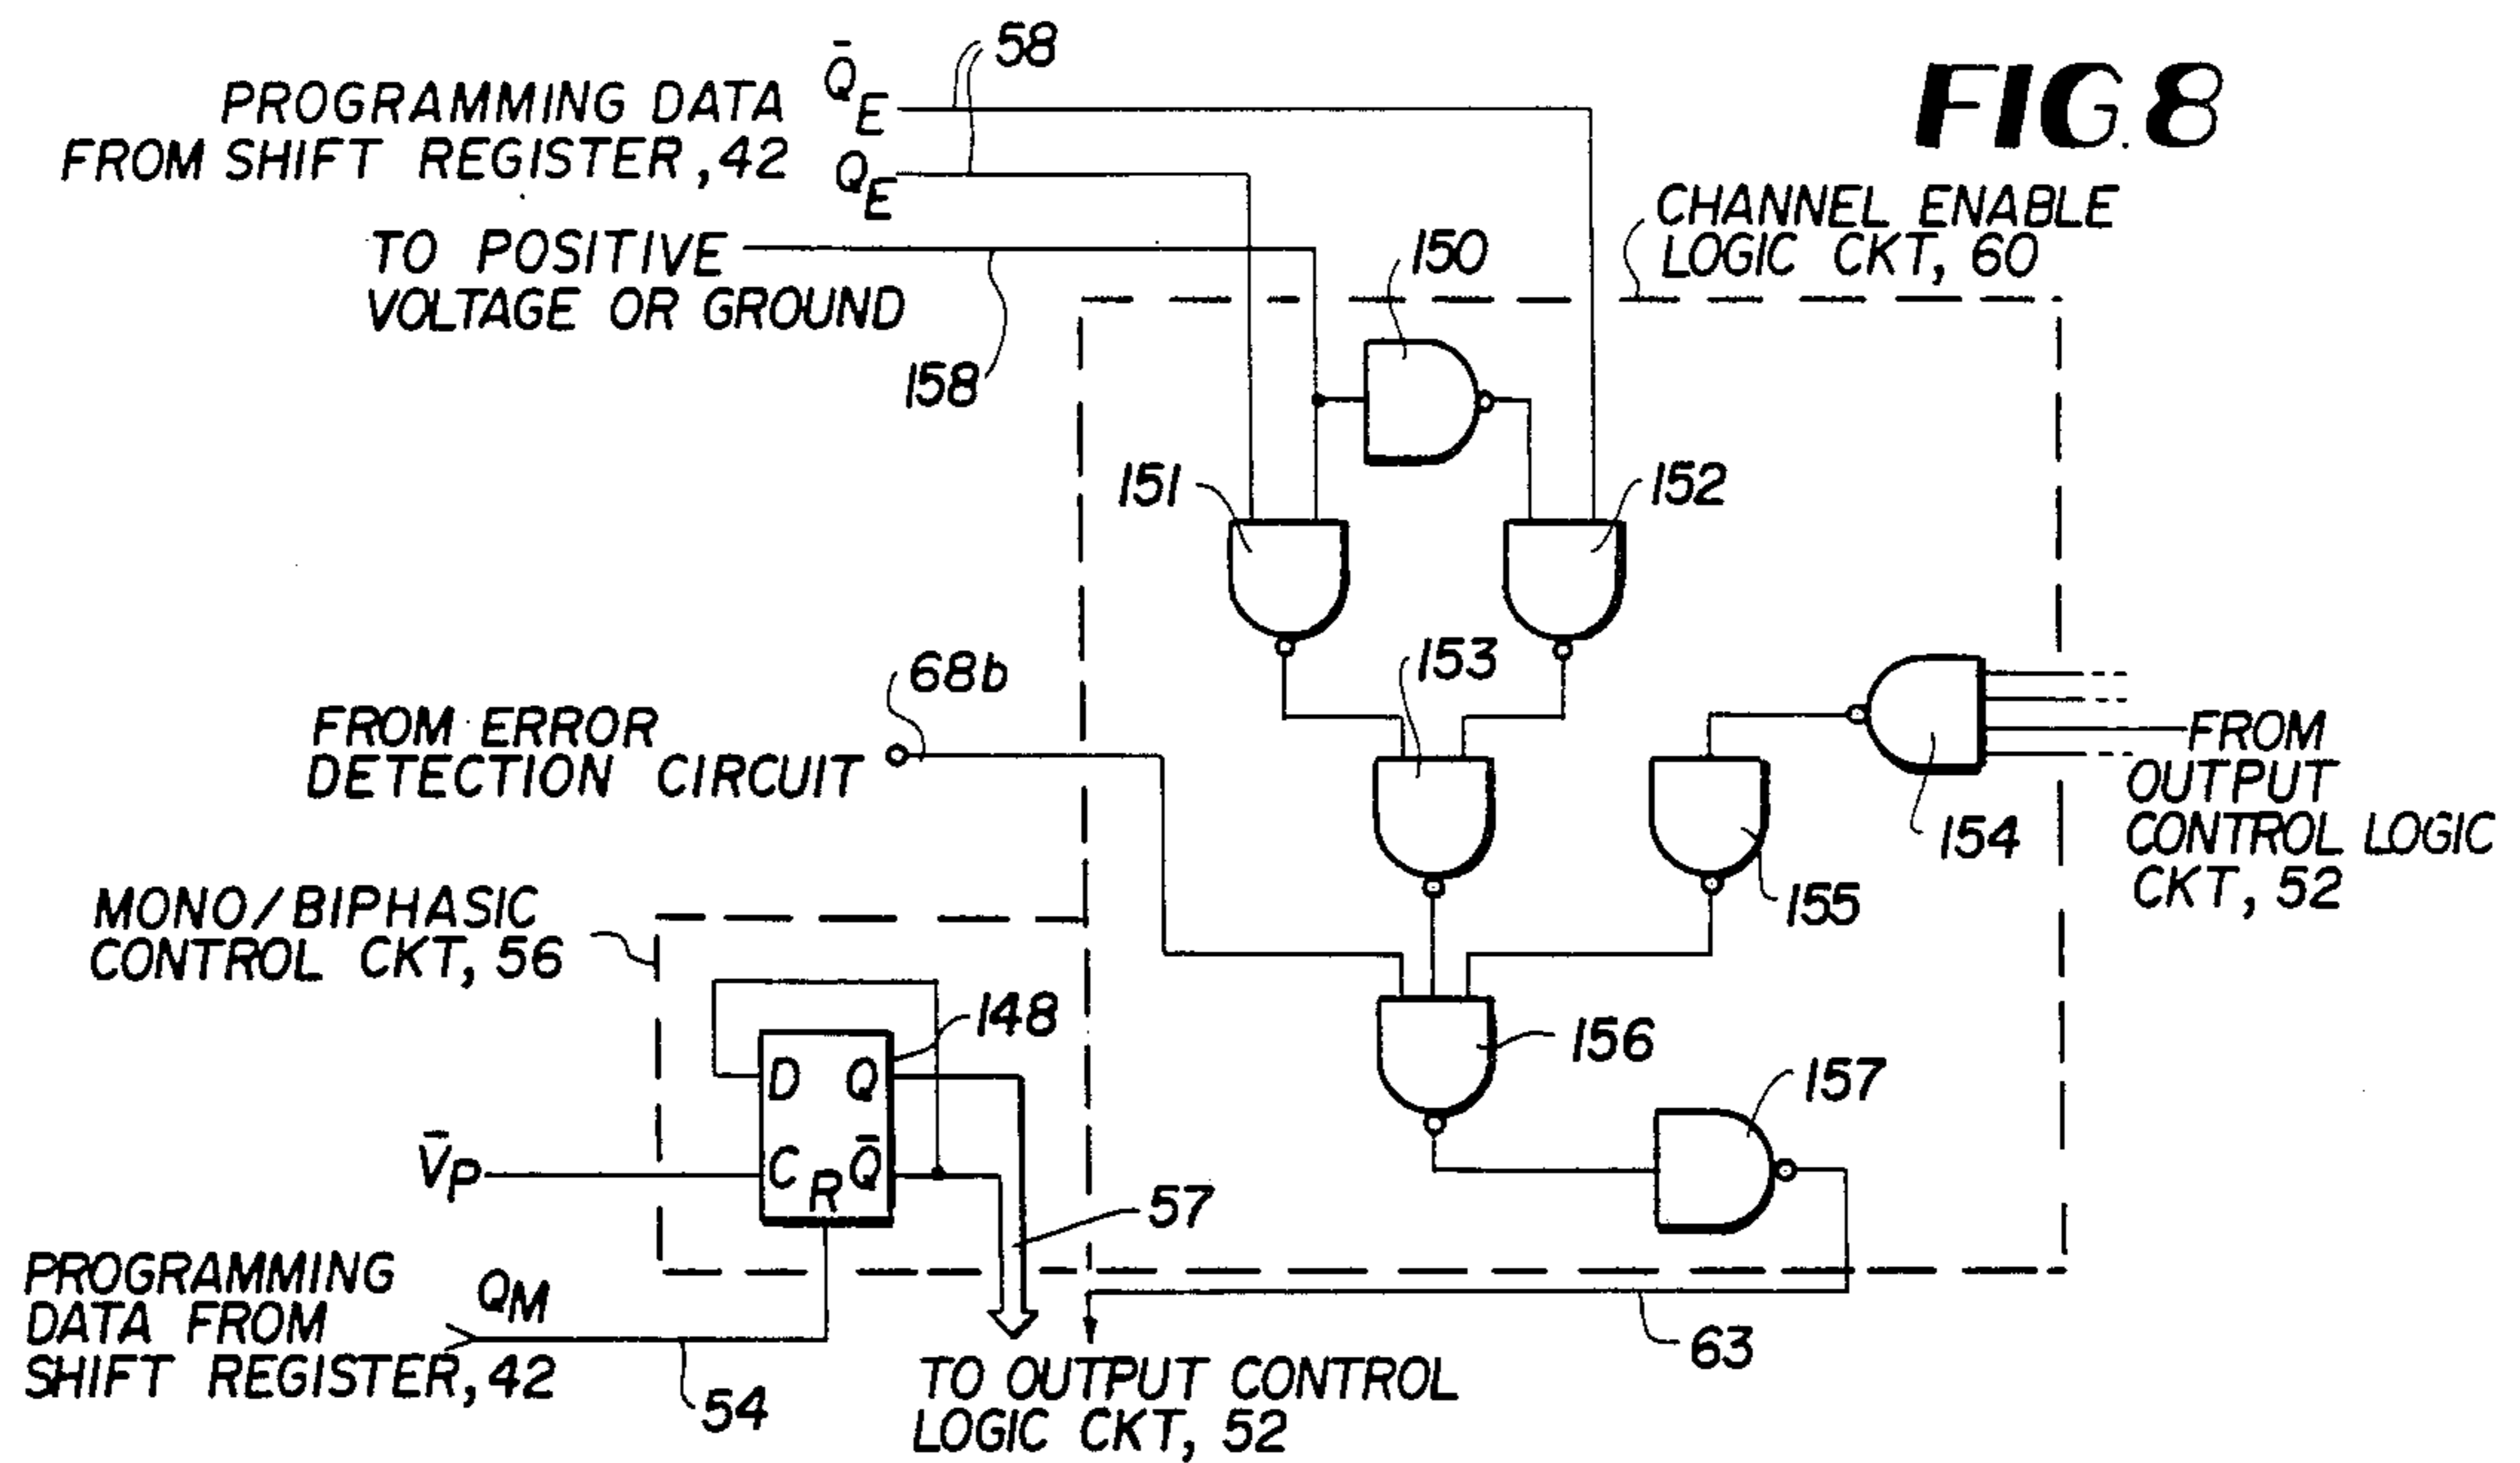 FIG. 8
58
PROGRAMMING DATA
FROM SHIFT REGISTER, 42
Q̄E
QE
TO POSITIVE
VOLTAGE OR GROUND
158
CHANNEL ENABLE
LOGIC CKT, 60
150
151
152
153
68b
FROM ERROR
DETECTION CIRCUIT
154
FROM
OUTPUT
CONTROL LOGIC
CKT, 52
155
MONO/BIPHASIC
CONTROL CKT, 56
148
D Q
C R Q̄
V̄P
156
157
57
PROGRAMMING
DATA FROM
SHIFT REGISTER, 42
QM
54
63
TO OUTPUT CONTROL
LOGIC CKT, 52